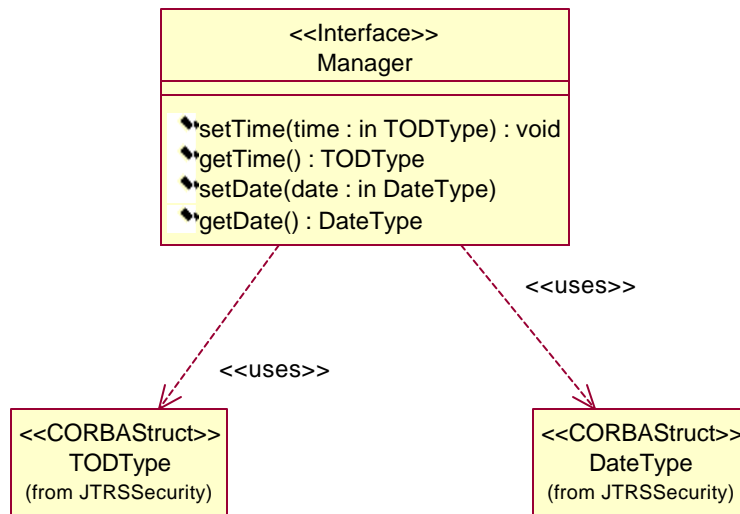 <<Interface>>
Manager
setTime(time : in TODType) : void
getTime() : TODType
setDate(date : in DateType)
getDate() : DateType
<<uses>>
<<uses>>
<<CORBAStruct>>
TODType
(from JTRSSecurity)
<<CORBAStruct>>
DateType
(from JTRSSecurity)